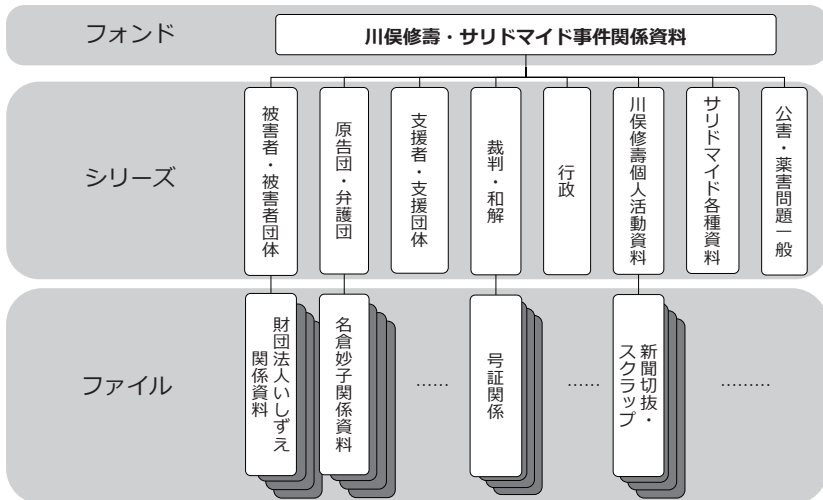 フォンド
川俣修壽・サリドマイド事件関係資料
シリーズ
被害者・被害者団体
原告団・弁護団
支援者・支援団体
裁判・和解
行政
川俣修壽個人活動資料
サリドマイド各種資料
公害・薬害問題一般
ファイル
財団法人いしずえ
関係資料
名倉妙子関係資料
……
号証関係
……
新聞切抜・
スクラップ
………